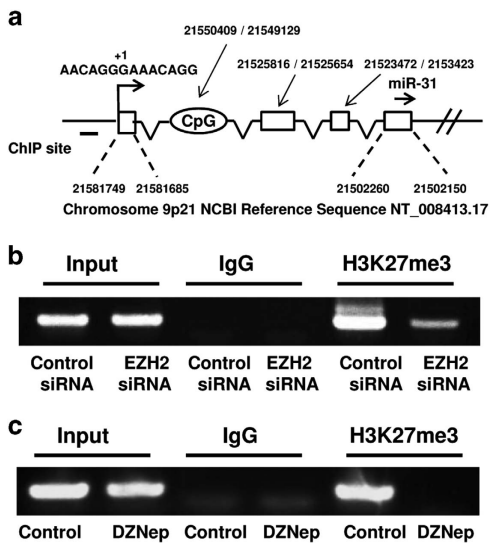 a
21550409 / 21549129
+1
AACAGGGAAACAGG
21525816 / 21525654
21523472 / 2153423
miR-31
CpG
ChIP site
21581749
21581685
21502260
21502150
Chromosome 9p21 NCBI Reference Sequence NT_008413.17
b
Input
IgG
H3K27me3
Control siRNA
EZH2 siRNA
Control siRNA
EZH2 siRNA
Control siRNA
EZH2 siRNA
c
Input
IgG
H3K27me3
Control
DZNep
Control
DZNep
Control
DZNep